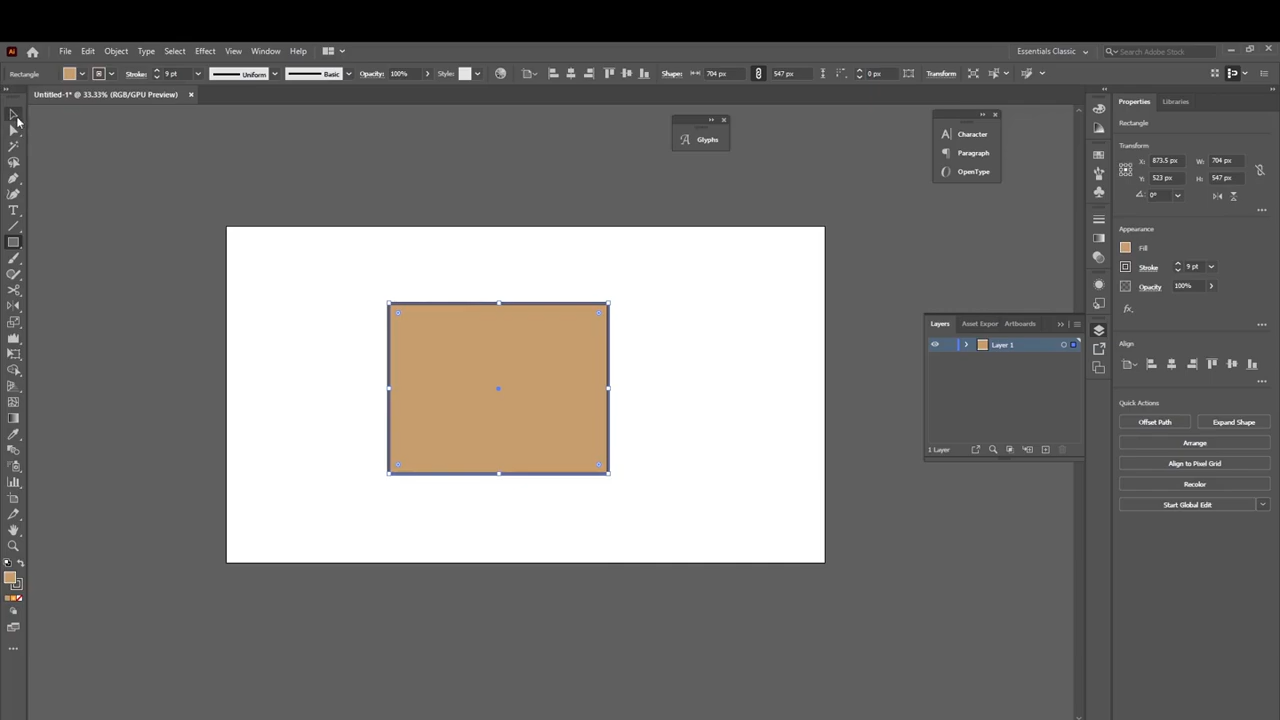 Ai File Edit Object Type Select Effect View Window Help Essentials Classic Search Adobe Stock
Rectangle Stroke: 9 pt Uniform Basic Opacity: 100% Style: Shape: 704 px 547 px 0 px Transform
Untitled-1* @ 33.33% (RGB/GPU Preview)
Glyphs
Character
Paragraph
OpenType
Layers Asset Expor Artboards
Layer 1
1 Layer
Properties Libraries
Rectangle
Transform
X: 873.5 px W: 704 px
Y: 523 px H: 547 px
0°
Appearance
Fill
Stroke 9 pt
Opacity 100%
Align
Quick Actions
Offset Path Expand Shape
Arrange
Align to Pixel Grid
Recolor
Start Global Edit